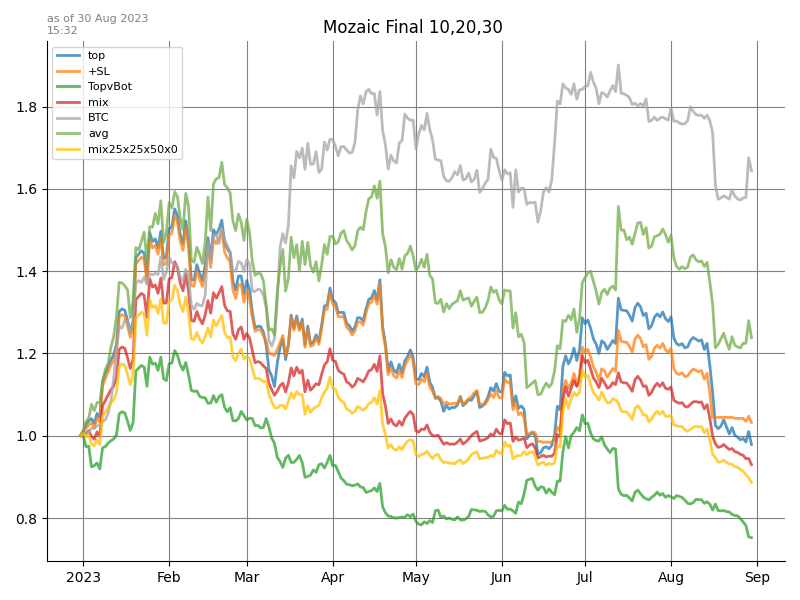 as of 30 Aug 2023
15:32
Mozaic Final 10,20,30
top
+SL
TopvBot
mix
BTC
avg
mix25x25x50x0
1.8
1.6
1.4
1.2
1.0
0.8
2023 Feb Mar Apr May Jun Jul Aug Sep